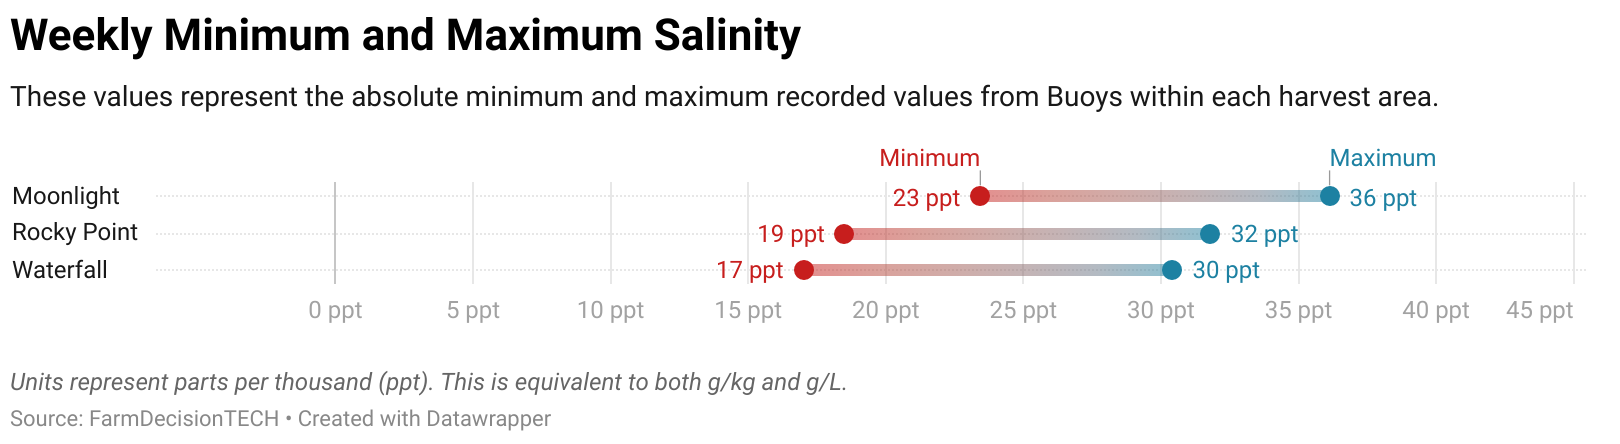 Weekly Minimum and Maximum Salinity
These values represent the absolute minimum and maximum recorded values from Buoys within each harvest area.
Minimum Maximum
Moonlight 23 ppt 36 ppt
Rocky Point 19 ppt 32 ppt
Waterfall 17 ppt 30 ppt
0 ppt 5 ppt 10 ppt 15 ppt 20 ppt 25 ppt 30 ppt 35 ppt 40 ppt 45 ppt
Units represent parts per thousand (ppt). This is equivalent to both g/kg and g/L.
Source: FarmDecisionTECH • Created with Datawrapper